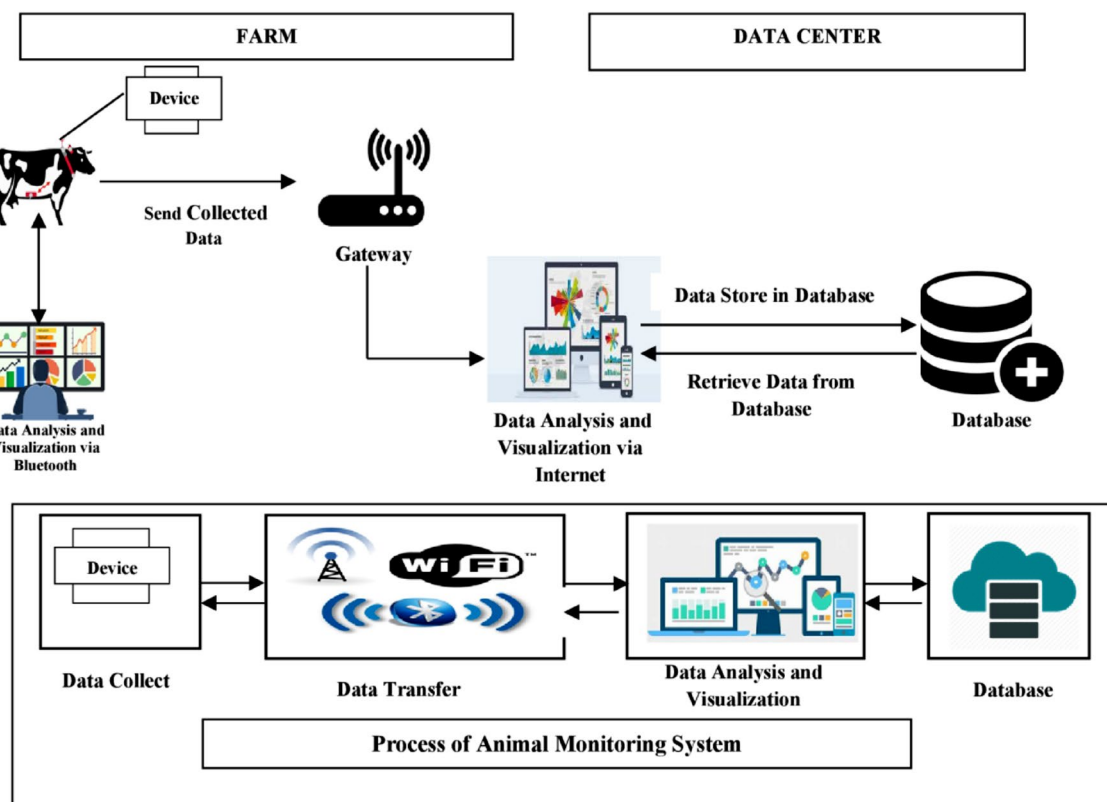 FARM
DATA CENTER
Device
Send Collected
Data
Gateway
Data Store in Database
Retrieve Data from
Database
Database
Data Analysis and
Visualization via
Internet
ata Analysis and
isualization via
Bluetooth
Device
WiFi™
Data Collect
Data Transfer
Data Analysis and
Visualization
Database
Process of Animal Monitoring System